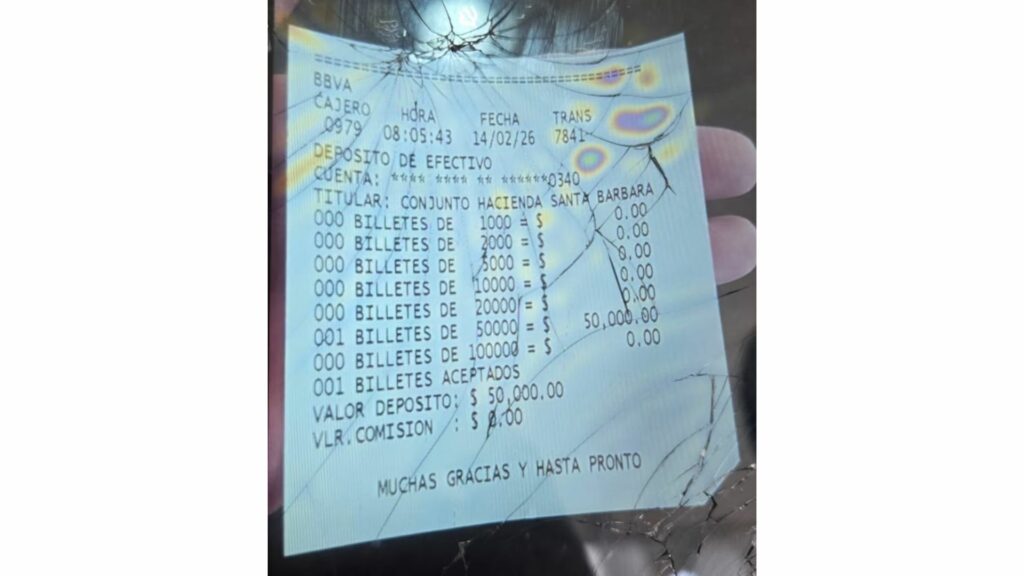 ================================================
BBVA
CAJERO HORA FECHA TRANS
0979 08:05:43 14/02/26 7841
DEPOSITO DE EFECTIVO
CUENTA: **** **** ** ******0340
TITULAR: CONJUNTO HACIENDA SANTA BARBARA
000 BILLETES DE 1000 = $ 0.00
000 BILLETES DE 2000 = $ 0.00
000 BILLETES DE 5000 = $ 0.00
000 BILLETES DE 10000 = $ 0.00
000 BILLETES DE 20000 = $ 0.00
001 BILLETES DE 50000 = $ 50,000.00
000 BILLETES DE 100000 = $ 0.00
001 BILLETES ACEPTADOS
VALOR DEPOSITO: $ 50,000.00
VLR.COMISION : $ 0.00
MUCHAS GRACIAS Y HASTA PRONTO